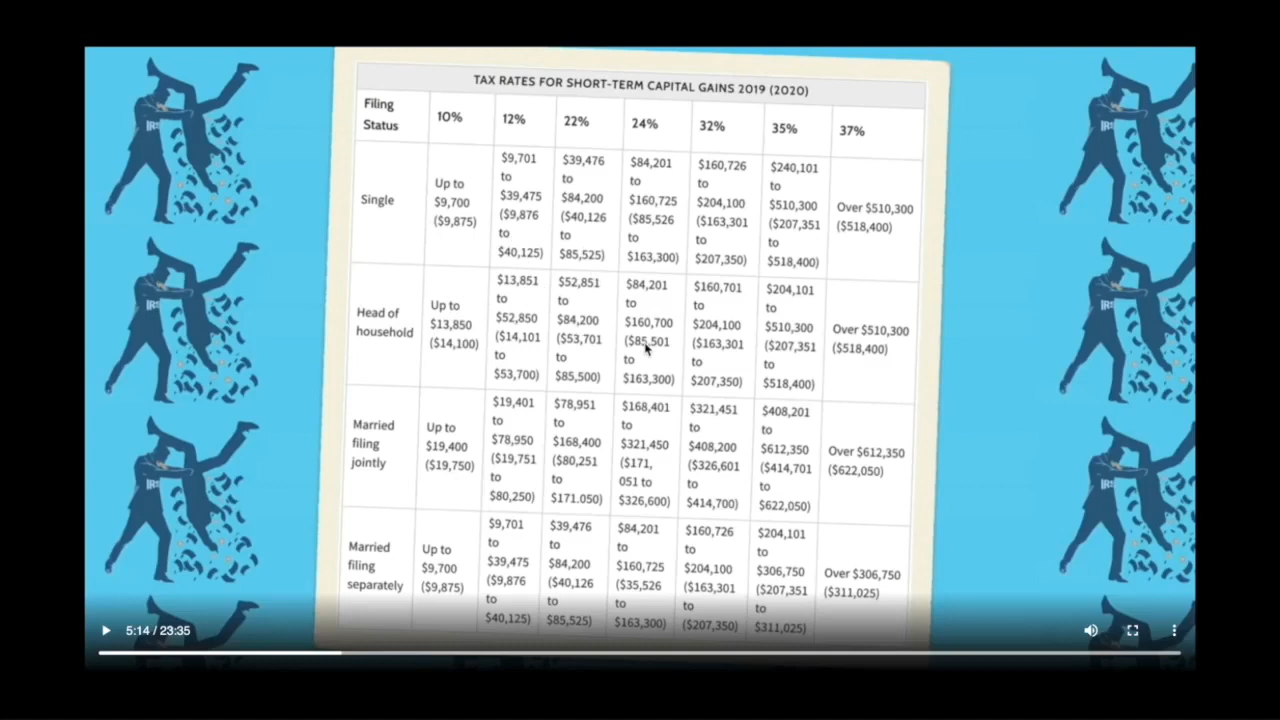 TAX RATES FOR SHORT-TERM CAPITAL GAINS 2019 (2020)
Filing Status 10% 12% 22% 24% 32% 35% 37%
Single Up to $9,700 ($9,875) $9,701 to $39,475 ($9,876 to $40,125) $39,476 to $84,200 ($40,126 to $85,525) $84,201 to $160,725 ($85,526 to $163,300) $160,726 to $204,100 ($163,301 to $207,350) $240,101 to $510,300 ($207,351 to $518,400) Over $510,300 ($518,400)
Head of household Up to $13,850 ($14,100) $13,851 to $52,850 ($14,101 to $53,700) $52,851 to $84,200 ($53,701 to $85,500) $84,201 to $160,700 ($85,501 to $163,300) $160,701 to $204,100 ($163,301 to $207,350) $204,101 to $510,300 ($207,351 to $518,400) Over $510,300 ($518,400)
Married filing jointly Up to $19,400 ($19,750) $19,401 to $78,950 ($19,751 to $80,250) $78,951 to $168,400 ($80,251 to $171.050) $168,401 to $321,450 ($171, 051 to $326,600) $321,451 to $408,200 ($326,601 to $414,700) $408,201 to $612,350 ($414,701 to $622,050) Over $612,350 ($622,050)
Married filing separately Up to $9,700 ($9,875) $9,701 to $39,475 ($9,876 to $40,125) $39,476 to $84,200 ($40,126 to $85,525) $84,201 to $160,725 ($35,526 to $163,300) $160,726 to $204,100 ($163,301 to ($207,350) $204,101 to $306,750 ($207,351 to $311,025) Over $306,750 ($311,025)
IRS
IRS
IRS
IRS
IRS
IRS
5:14 / 23:35